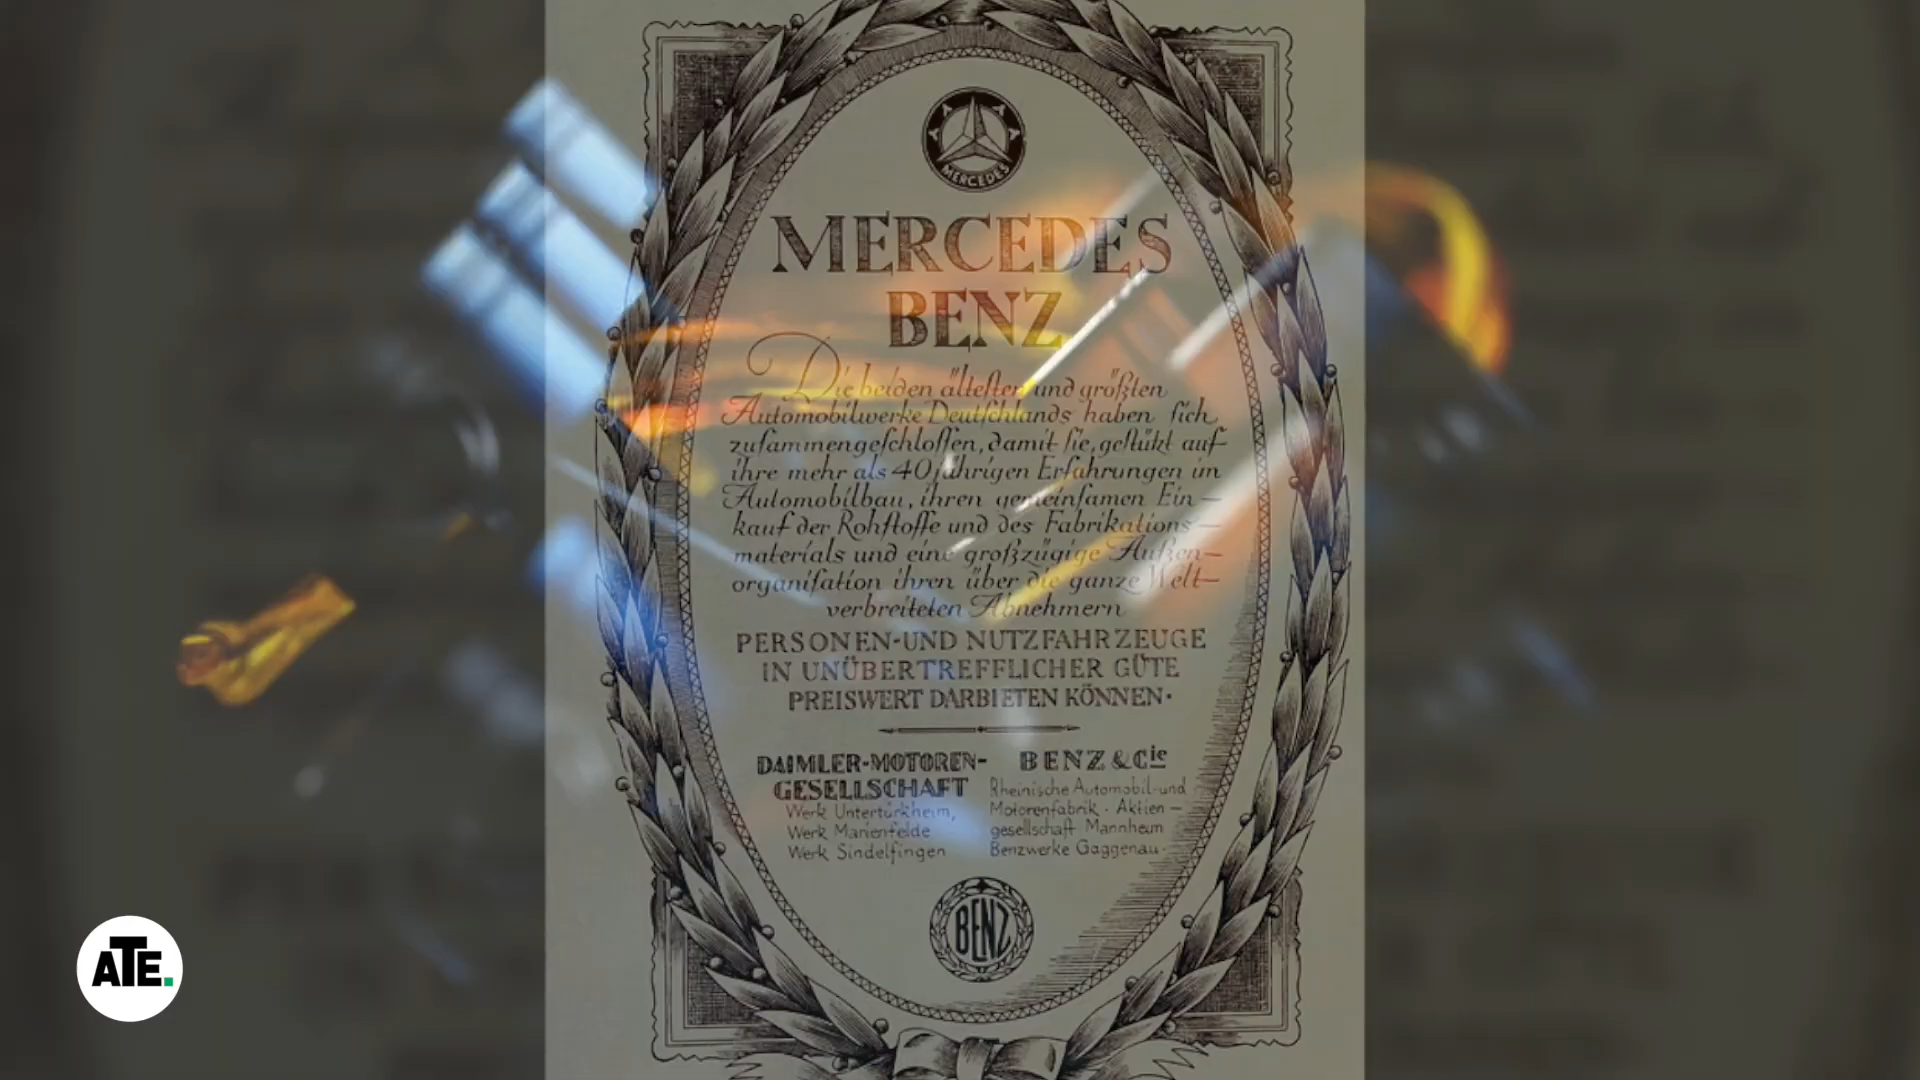 MERCEDES
MERCEDES
BENZ
Die beiden ältesten und größten
Automobilwerke Deutschlands haben sich
zusammengeschlossen, damit sie, gestützt auf
ihre mehr als 40 jährigen Erfahrungen im
Automobilbau, ihren gemeinsamen Ein-
kauf der Rohstoffe und des Fabrikations-
materials und eine großzügige Außen-
organisation ihren über die ganze Welt-
verbreiteten Abnehmern
PERSONEN-UND NUTZFAHRZEUGE
IN UNÜBERTREFFLICHER GÜTE
PREISWERT DARBIETEN KÖNNEN·
DAIMLER-MOTOREN-
GESELLSCHAFT
Werk Untertürkheim,
Werk Marienfelde
Werk Sindelfingen
BENZ & Cie
Rheinische Automobil-und
Motorenfabrik · Aktien-
gesellschaft Mannheim
Benzwerke Gaggenau·
BENZ
ATE.